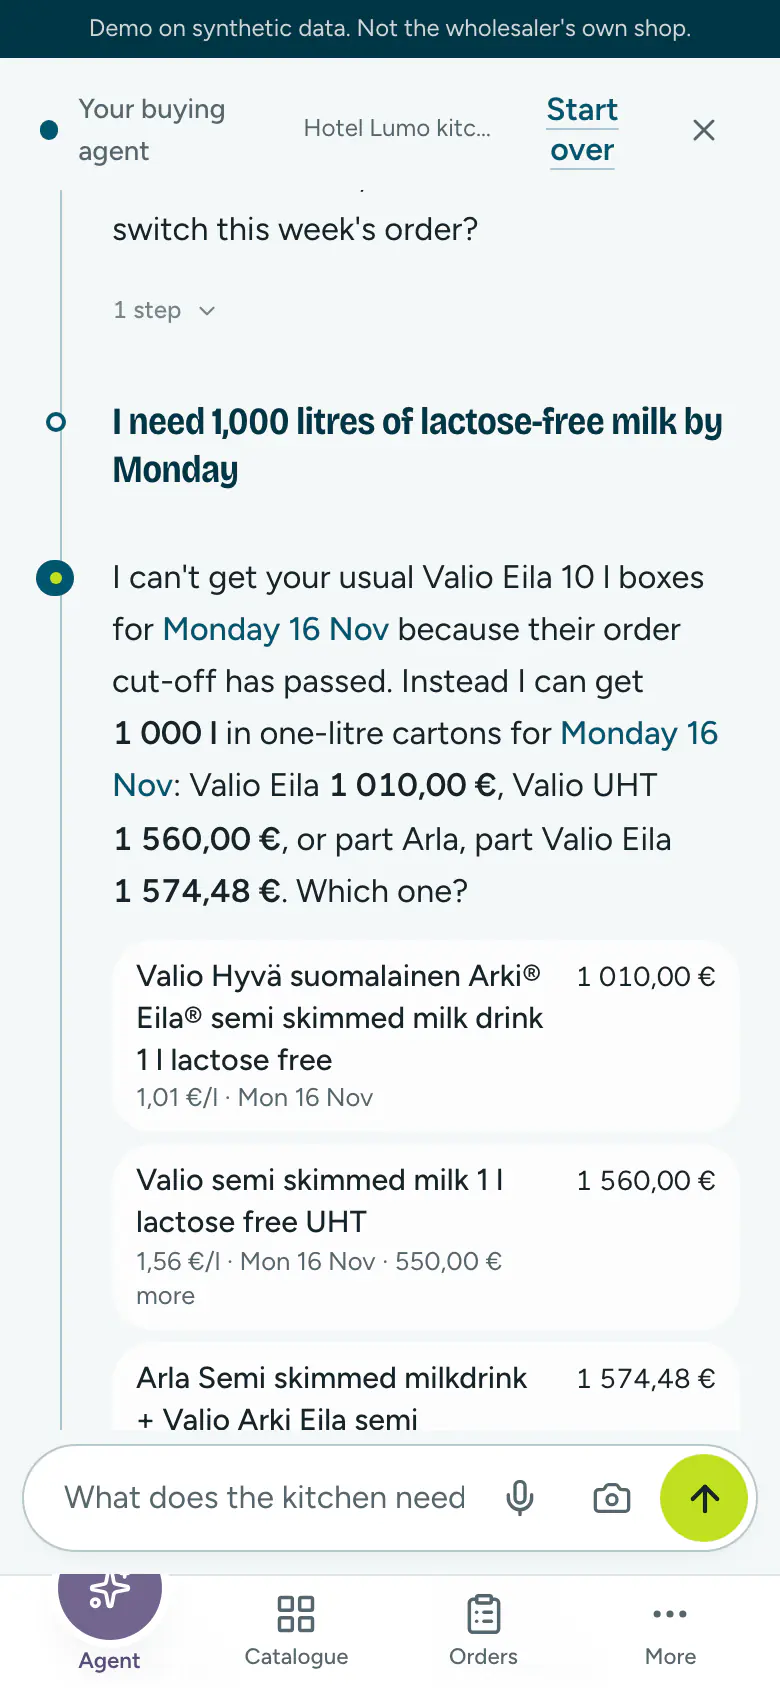 Demo on synthetic data. Not the wholesaler's own shop.
Your buying
agent
Hotel Lumo kitc...
Start
over
switch this week's order?
1 step
I need 1,000 litres of lactose-free milk by
Monday
I can't get your usual Valio Eila 10 l boxes
for Monday 16 Nov because their order
cut-off has passed. Instead I can get
1 000 l in one-litre cartons for Monday 16
Nov: Valio Eila 1 010,00 €, Valio UHT
1 560,00 €, or part Arla, part Valio Eila
1 574,48 €. Which one?
Valio Hyvä suomalainen Arki® 1 010,00 €
Eila® semi skimmed milk drink
1 l lactose free
1,01 €/l · Mon 16 Nov
Valio semi skimmed milk 1 l 1 560,00 €
lactose free UHT
1,56 €/l · Mon 16 Nov · 550,00 €
more
Arla Semi skimmed milkdrink 1 574,48 €
+ Valio Arki Eila semi
What does the kitchen need
Agent
Catalogue
Orders
More